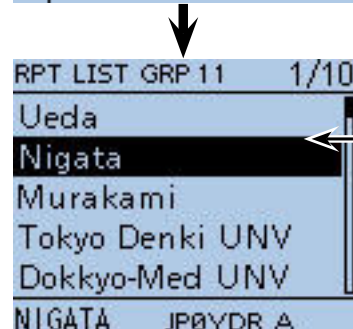 RPT LIST GRP 11 1/10
Ueda
Nigata
Murakami
Tokyo Denki UNV
Dokkyo-Med UNV
NIGATA JP0YDR A